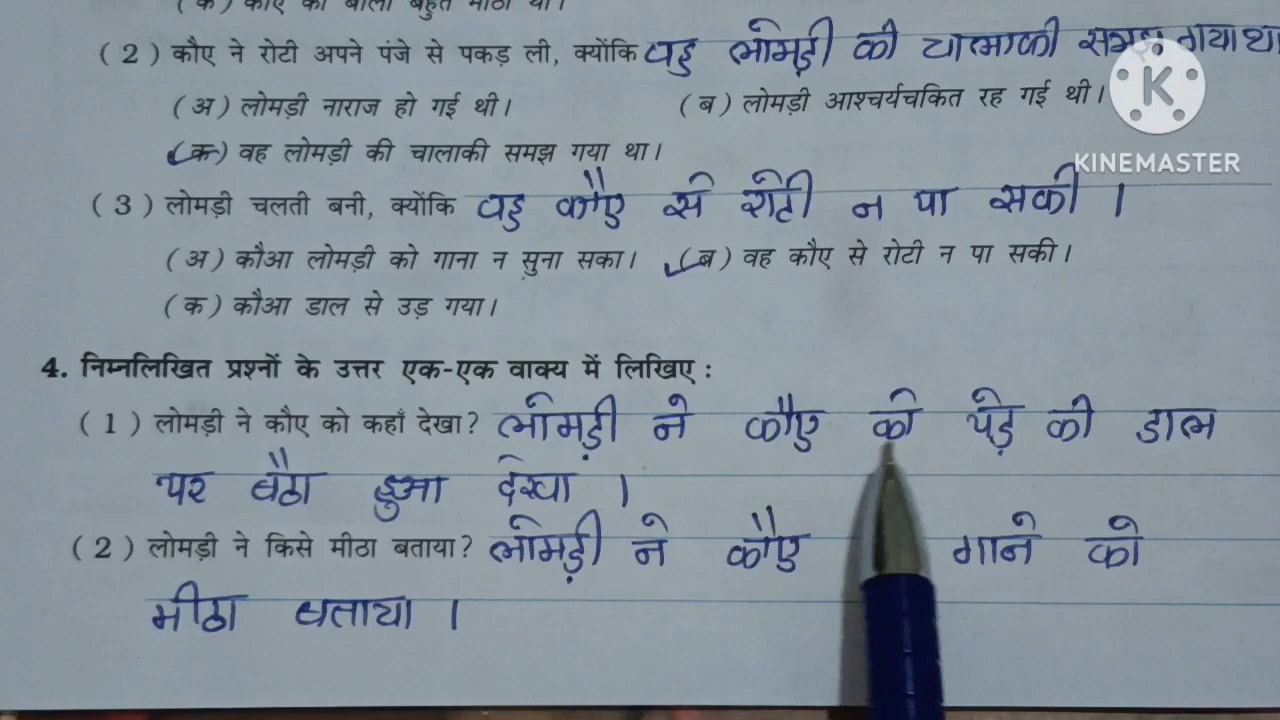 (क) कौए की बोली बहुत मीठी थी।
(2) कौए ने रोटी अपने पंजे से पकड़ ली, क्योंकि वह लोमड़ी की चालाकी समझ गया था
(अ) लोमड़ी नाराज हो गई थी। (ब) लोमड़ी आश्चर्यचकित रह गई थी।
(क) वह लोमड़ी की चालाकी समझ गया था।
KINEMASTER
(3) लोमड़ी चलती बनी, क्योंकि वह कौए से रोटी न पा सकी।
(अ) कौआ लोमड़ी को गाना न सुना सका। (ब) वह कौए से रोटी न पा सकी।
(क) कौआ डाल से उड़ गया।
4. निम्नलिखित प्रश्नों के उत्तर एक-एक वाक्य में लिखिए :
(1) लोमड़ी ने कौए को कहाँ देखा? लोमड़ी ने कौए को पेड़ की डाल
पर बैठा हुआ देखा ।
(2) लोमड़ी ने किसे मीठा बताया? लोमड़ी ने कौए गाने को
मीठा बताया ।